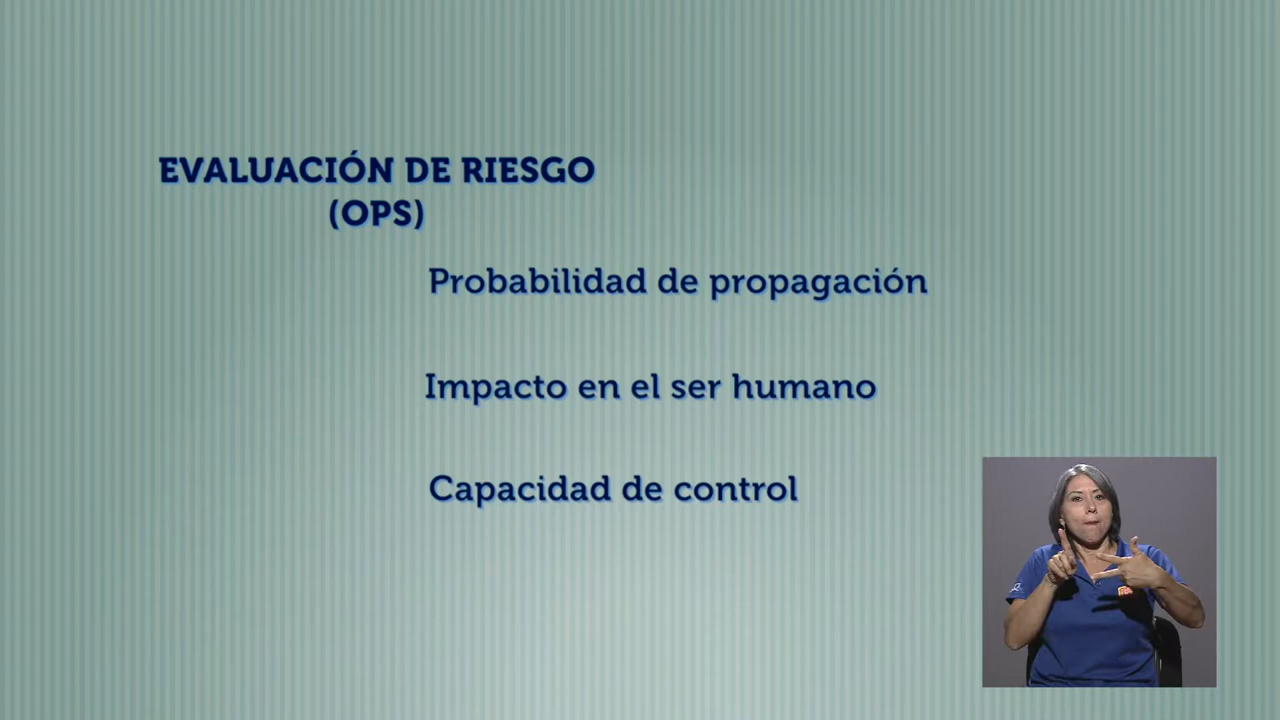 EVALUACIÓN DE RIESGO
(OPS)
Probabilidad de propagación
Impacto en el ser humano
Capacidad de control